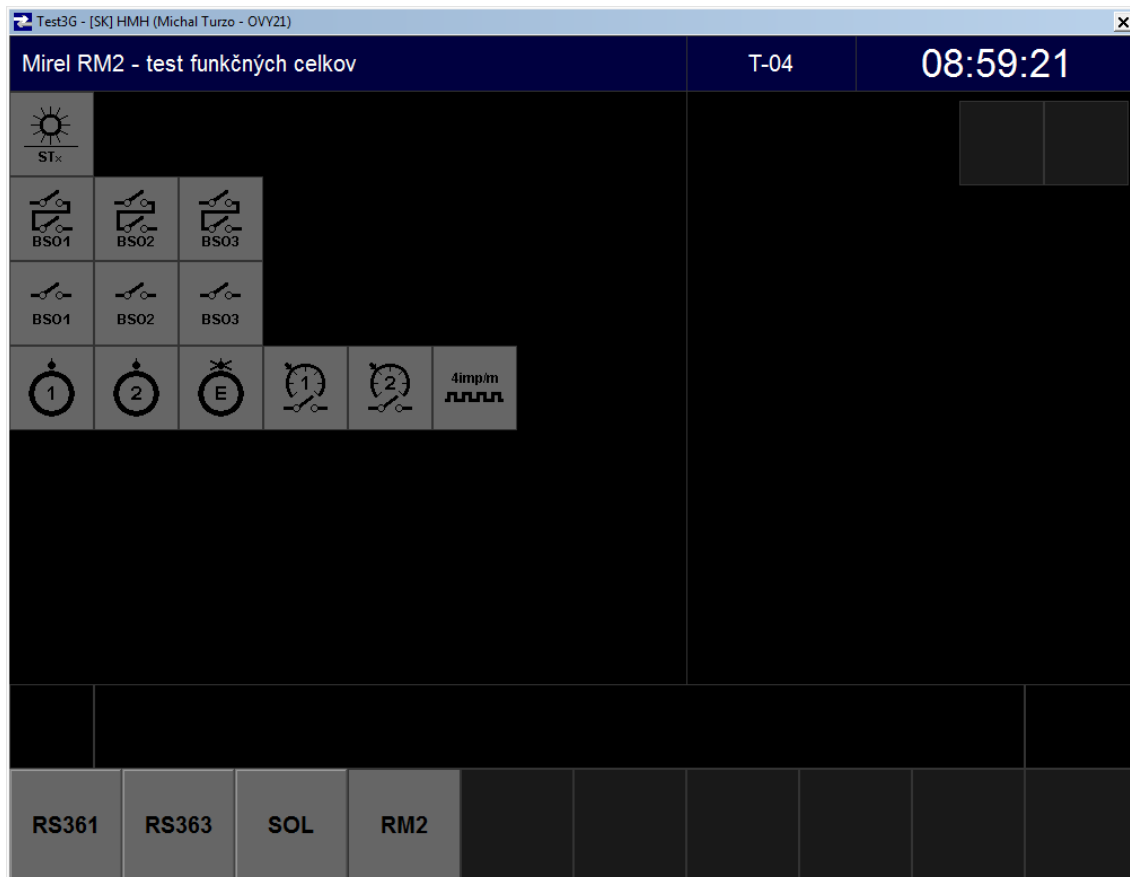 Test3G - [SK] HMH (Michal Turzo - OVY21)
Mirel RM2 - test funkčných celkov
T-04
08:59:21
STx
BSO1
BSO2
BSO3
BSO1
BSO2
BSO3
1
2
E
1
2
4imp/m
RS361
RS363
SOL
RM2